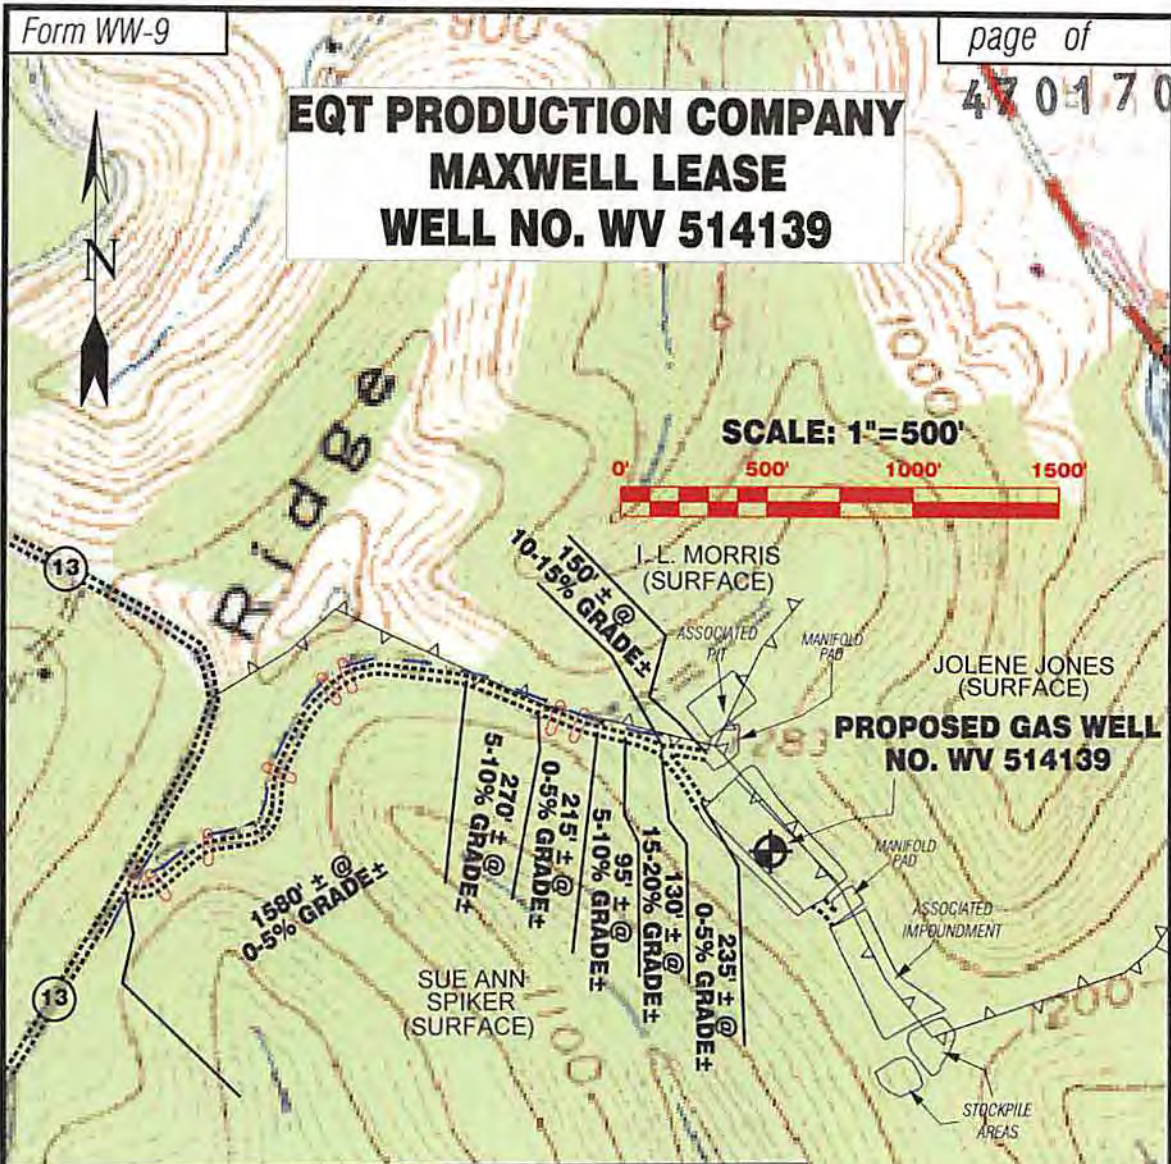 Form WW-9
page of
470170
900
EQT PRODUCTION COMPANY
MAXWELL LEASE
WELL NO. WV 514139
N
Ridge
1000
SCALE: 1"=500'
0' 500' 1000' 1500'
13
I. L. MORRIS
(SURFACE)
150' ± @
10-15% GRADE±
ASSOCIATED
PIT
MANIFOLD
PAD
JOLENE JONES
(SURFACE)
PROPOSED GAS WELL
NO. WV 514139
270' ± @
5-10% GRADE±
215' ± @
0-5% GRADE±
95' ± @
5-10% GRADE±
130' ± @
15-20% GRADE±
235' ± @
0-5% GRADE±
MANIFOLD
PAD
1580' ± @
0-5% GRADE±
ASSOCIATED
IMPOUNDMENT
SUE ANN
SPIKER
(SURFACE)
13
1100
1200
STOCKPILE
AREAS